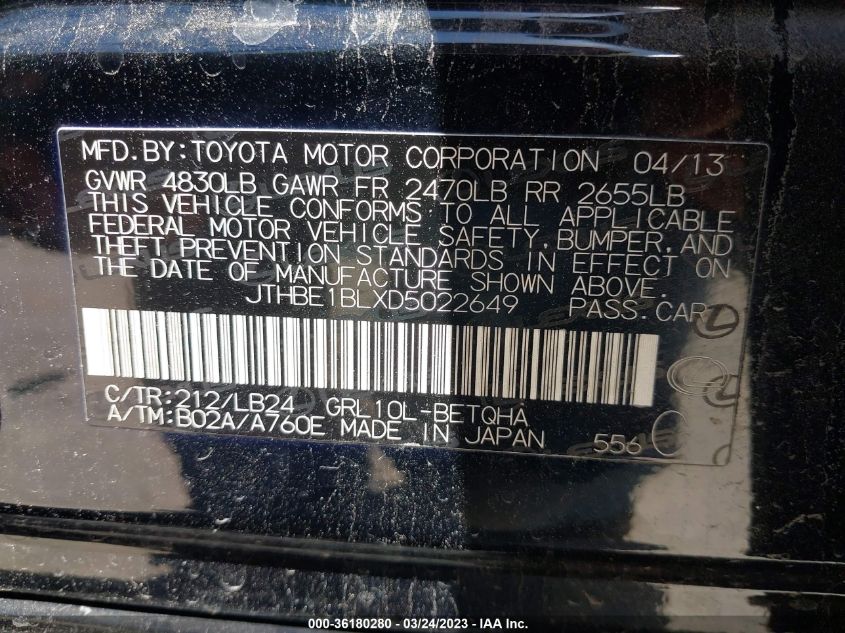 MFD.BY:TOYOTA MOTOR CORPORATION 04/13
GVWR 4830LB GAWR FR 2470LB RR 2655LB
THIS VEHICLE CONFORMS TO ALL APPLICABLE
FEDERAL MOTOR VEHICLE SAFETY,BUMPER,AND
THEFT PREVENTION STANDARDS IN EFFECT ON
THE DATE OF MANUFACTURE SHOWN ABOVE.
JTHBE1BLXD5022649 PASS.CAR
C/TR:212/LB24 GRL10L-BETQHA
A/TM:B02A/A760E MADE IN JAPAN 556
000-36180280 - 03/24/2023 - IAA Inc.